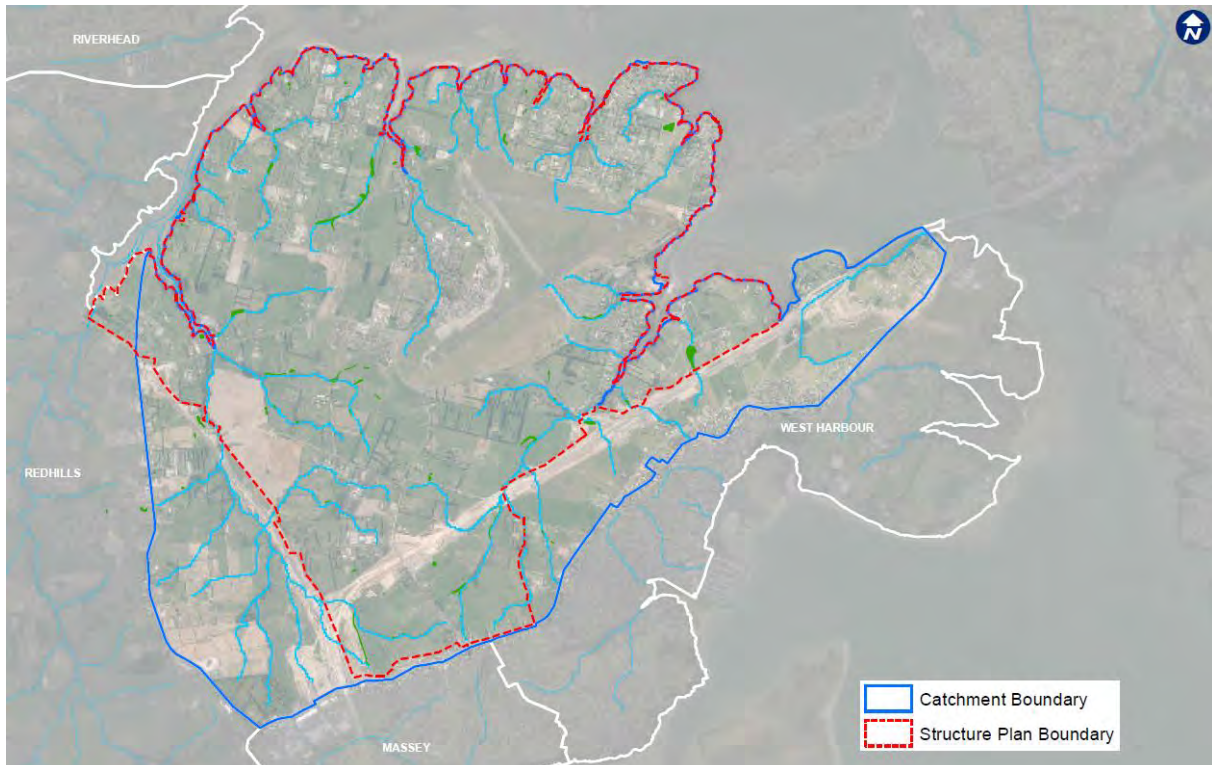 RIVERHEAD
N
WEST HARBOUR
REDHILLS
MASSEY
Catchment Boundary
Structure Plan Boundary